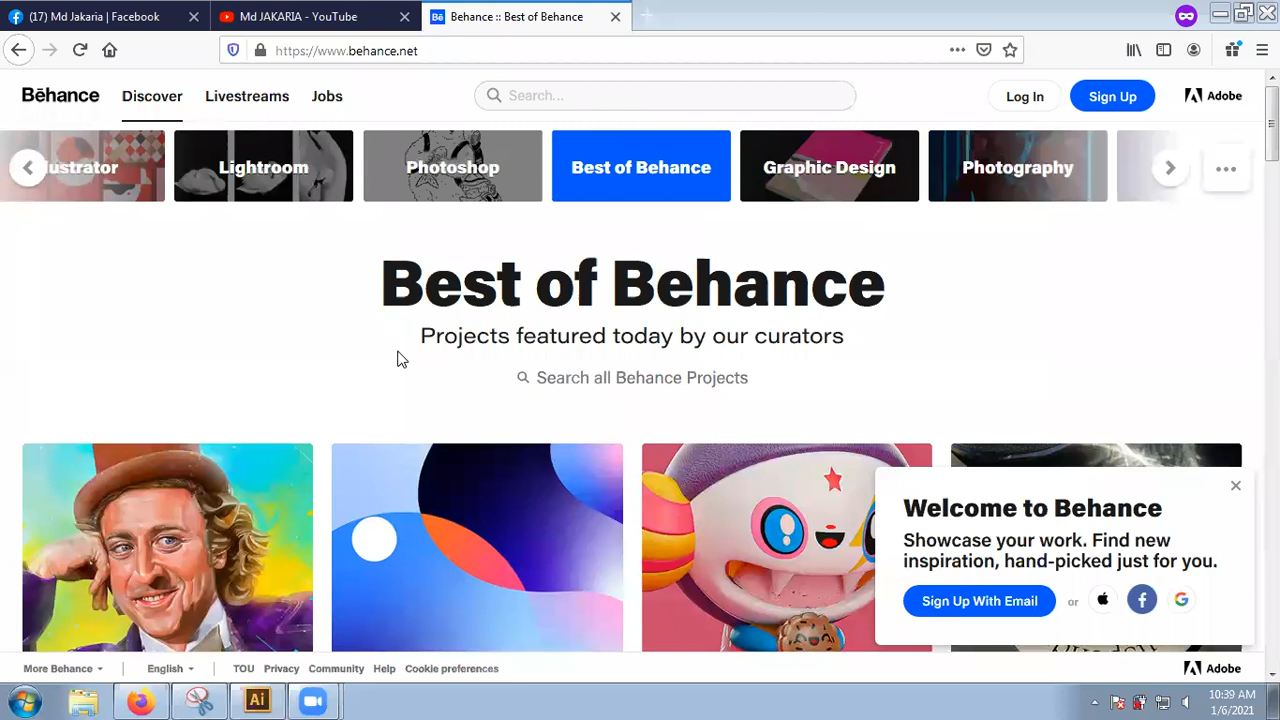 (17) Md Jakaria | Facebook
Md JAKARIA - YouTube
Bē
Behance :: Best of Behance
https://www.behance.net
Bēhance
Discover
Livestreams
Jobs
Search...
Log In
Sign Up
Adobe
ustrator
Lightroom
Photoshop
Best of Behance
Graphic Design
Photography
Best of Behance
Projects featured today by our curators
Search all Behance Projects
Welcome to Behance
Showcase your work. Find new
inspiration, hand-picked just for you.
Sign Up With Email
or
More Behance
English
TOU
Privacy
Community
Help
Cookie preferences
Adobe
Ai
10:39 AM
1/6/2021